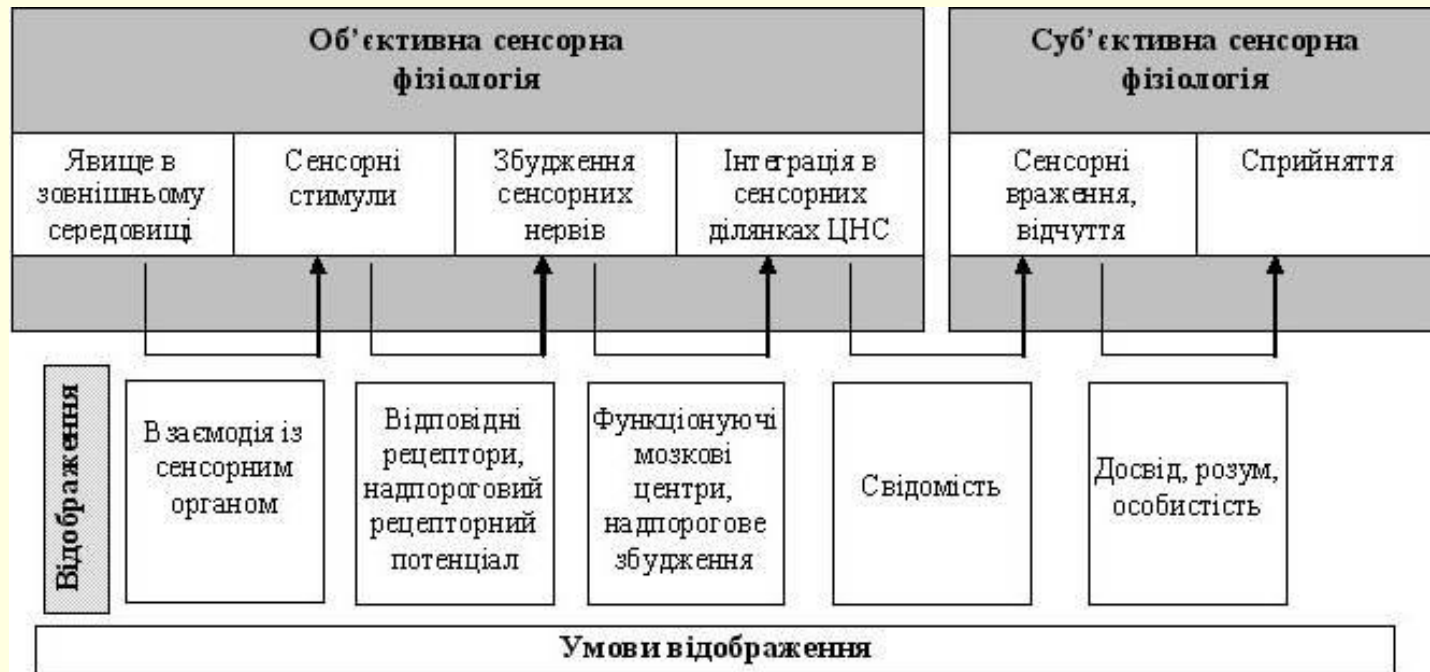 Об’єктивна сенсорна
фізіологія
Суб’єктивна сенсорна
фізіологія
Явище в
зовнішньому
середовищі
Сенсорні
стимули
Збудження
сенсорних
нервів
Інтеграція в
сенсорних
ділянках ЦНС
Сенсорні
враження,
відчуття
Сприйняття
Відображення
Взаємодія із
сенсорним
органом
Відповідні
рецептори,
надпороговий
рецепторний
потенціал
Функціонуючі
мозкові
центри,
надпорогове
збудження
Свідомість
Досвід, розум,
особистість
Умови відображення